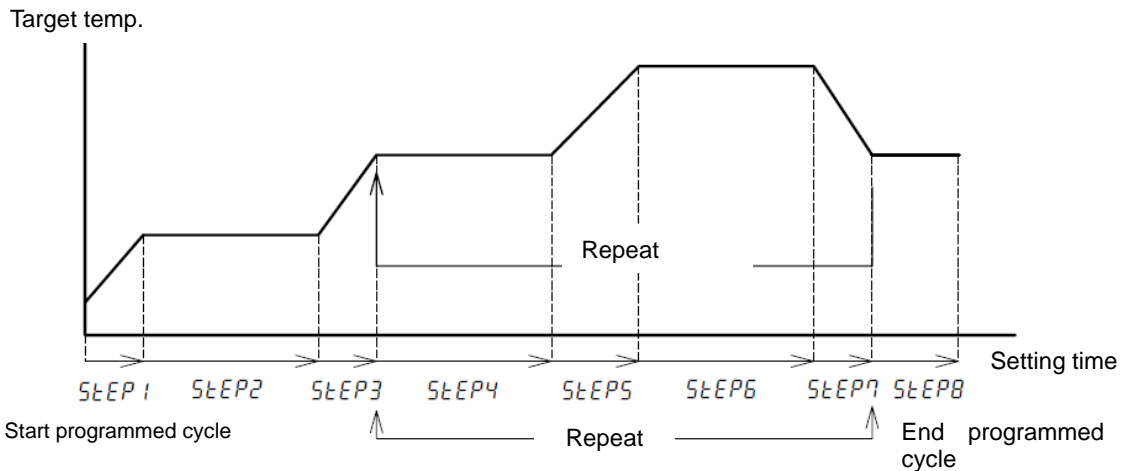 Target temp.
Repeat
Setting time
StEP1 StEP2 StEP3 StEP4 StEP5 StEP6 StEP7 StEP8
Start programmed cycle
Repeat
End programmed
cycle